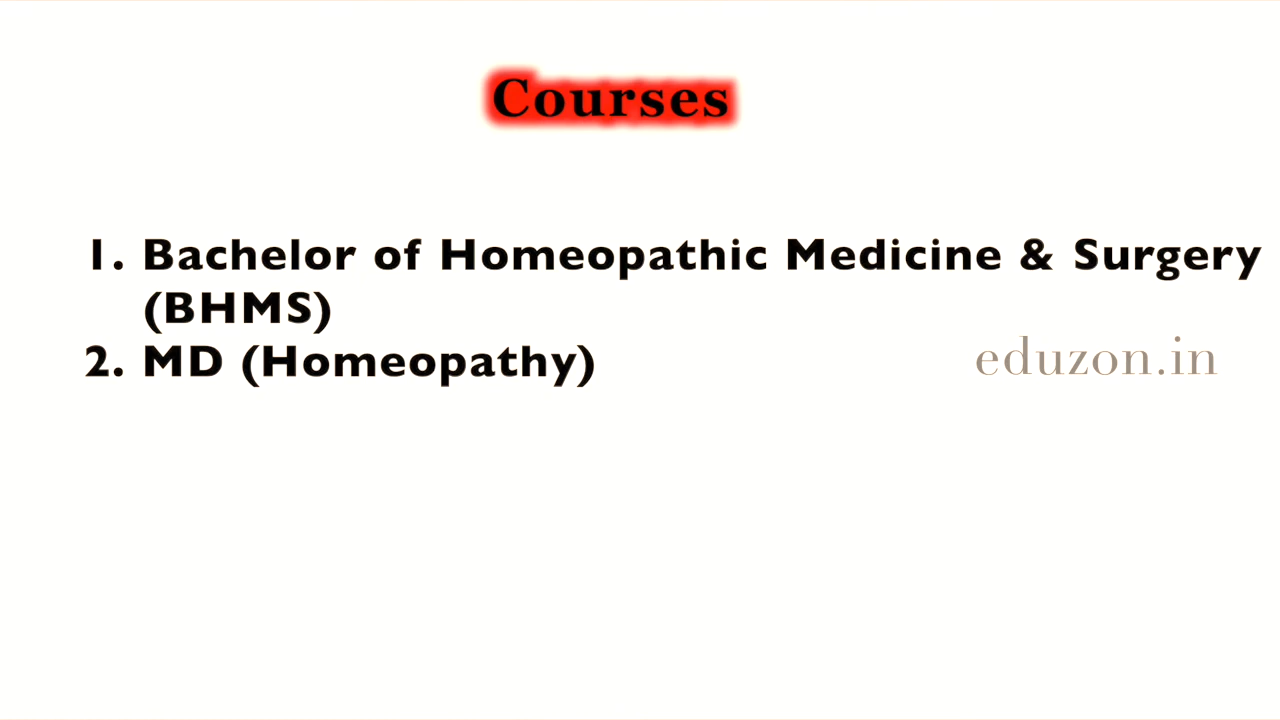 Courses
1. Bachelor of Homeopathic Medicine & Surgery
(BHMS)
2. MD (Homeopathy)
eduzon.in